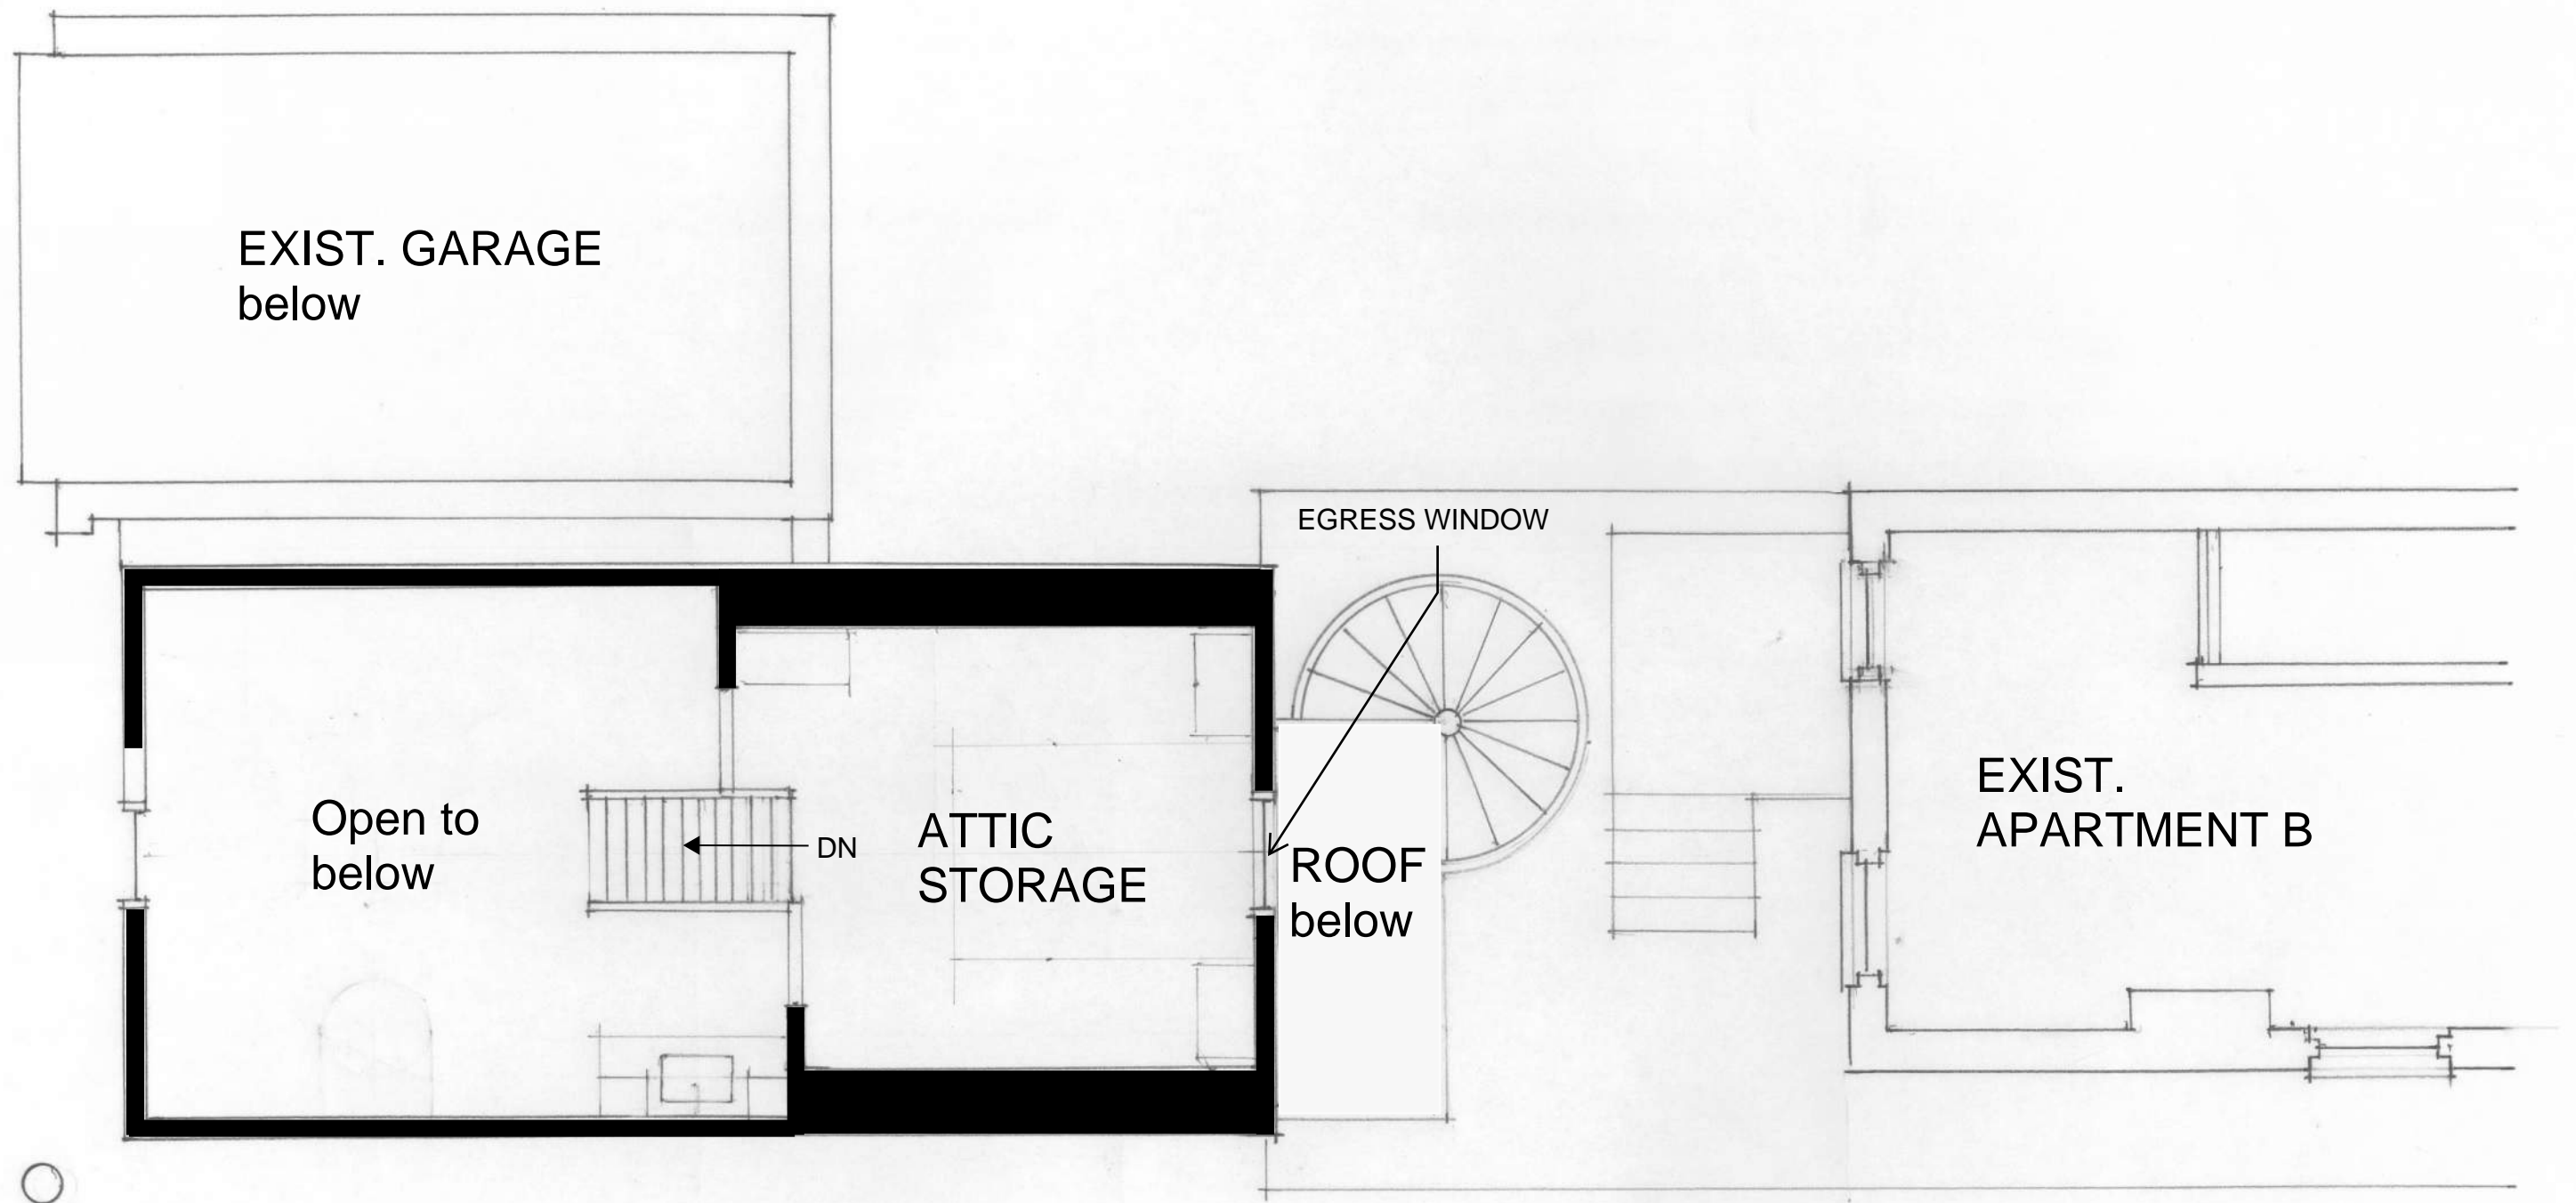 EXIST. GARAGE
below
EGRESS WINDOW
Open to
below
DN
ATTIC
STORAGE
ROOF
below
EXIST.
APARTMENT B